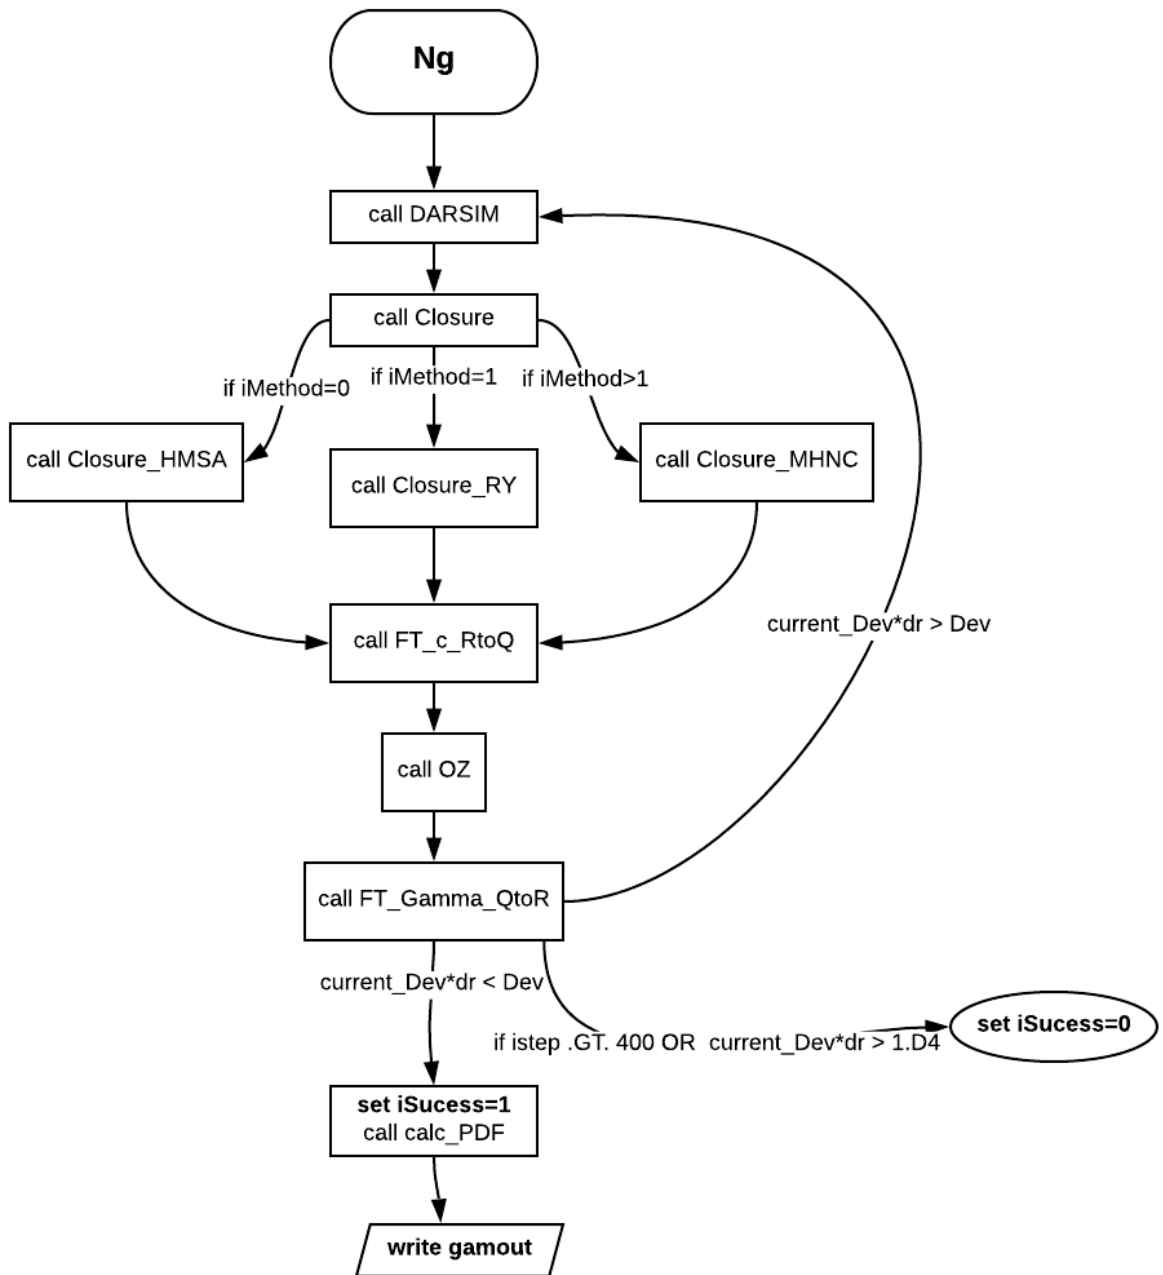 Ng
call DARSIM
call Closure
if iMethod=0
if iMethod=1
if iMethod>1
call Closure_HMSA
call Closure_RY
call Closure_MHNC
call FT_c_RtoQ
current_Dev*dr > Dev
call OZ
call FT_Gamma_QtoR
current_Dev*dr < Dev
if istep .GT. 400 OR  current_Dev*dr > 1.D4
set iSucess=0
set iSucess=1
call calc_PDF
write gamout